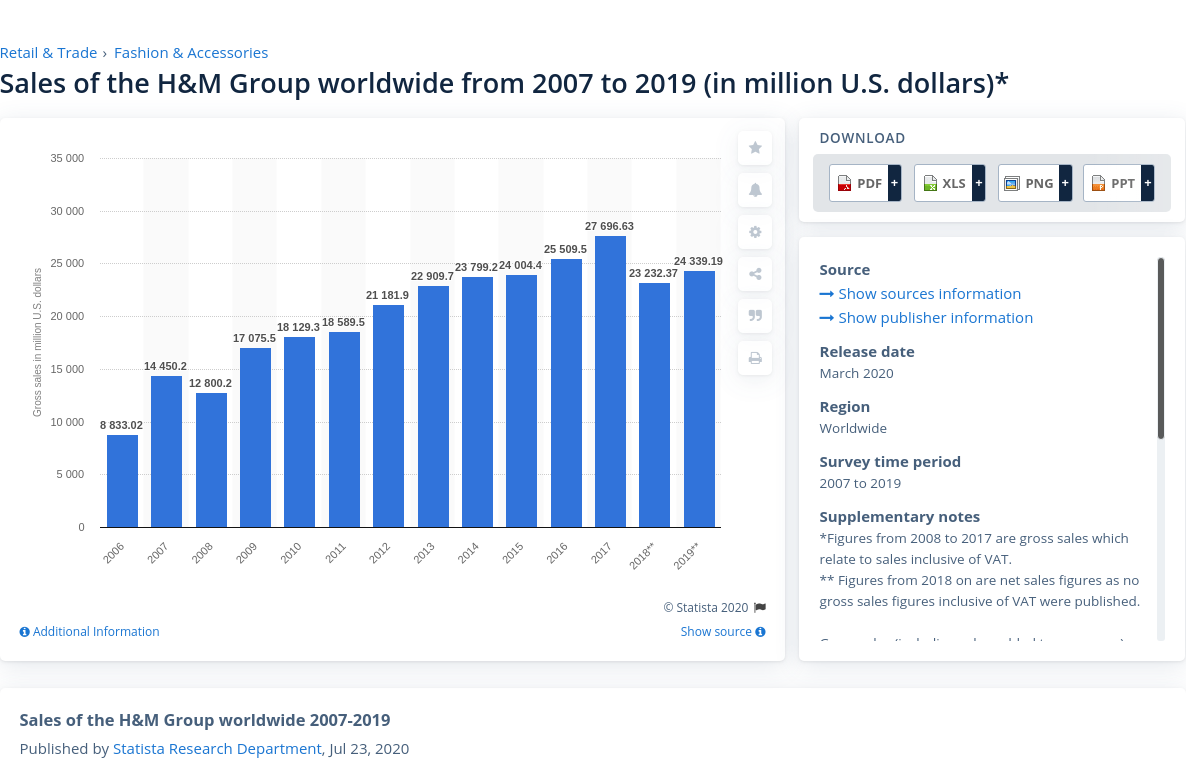 Retail & Trade › Fashion & Accessories
Sales of the H&M Group worldwide from 2007 to 2019 (in million U.S. dollars)*
Gross sales in million U.S. dollars
35 000
30 000
25 000
20 000
15 000
10 000
5 000
0
8 833.02
14 450.2
12 800.2
17 075.5
18 129.3
18 589.5
21 181.9
22 909.7
23 799.2
24 004.4
25 509.5
27 696.63
23 232.37
24 339.19
2006
2007
2008
2009
2010
2011
2012
2013
2014
2015
2016
2017
2018**
2019**
© Statista 2020
Additional Information
Show source
DOWNLOAD
PDF +
XLS +
PNG +
PPT +
Source
Show sources information
Show publisher information
Release date
March 2020
Region
Worldwide
Survey time period
2007 to 2019
Supplementary notes
*Figures from 2008 to 2017 are gross sales which
relate to sales inclusive of VAT.
** Figures from 2018 on are net sales figures as no
gross sales figures inclusive of VAT were published.
Sales of the H&M Group worldwide 2007-2019
Published by Statista Research Department, Jul 23, 2020